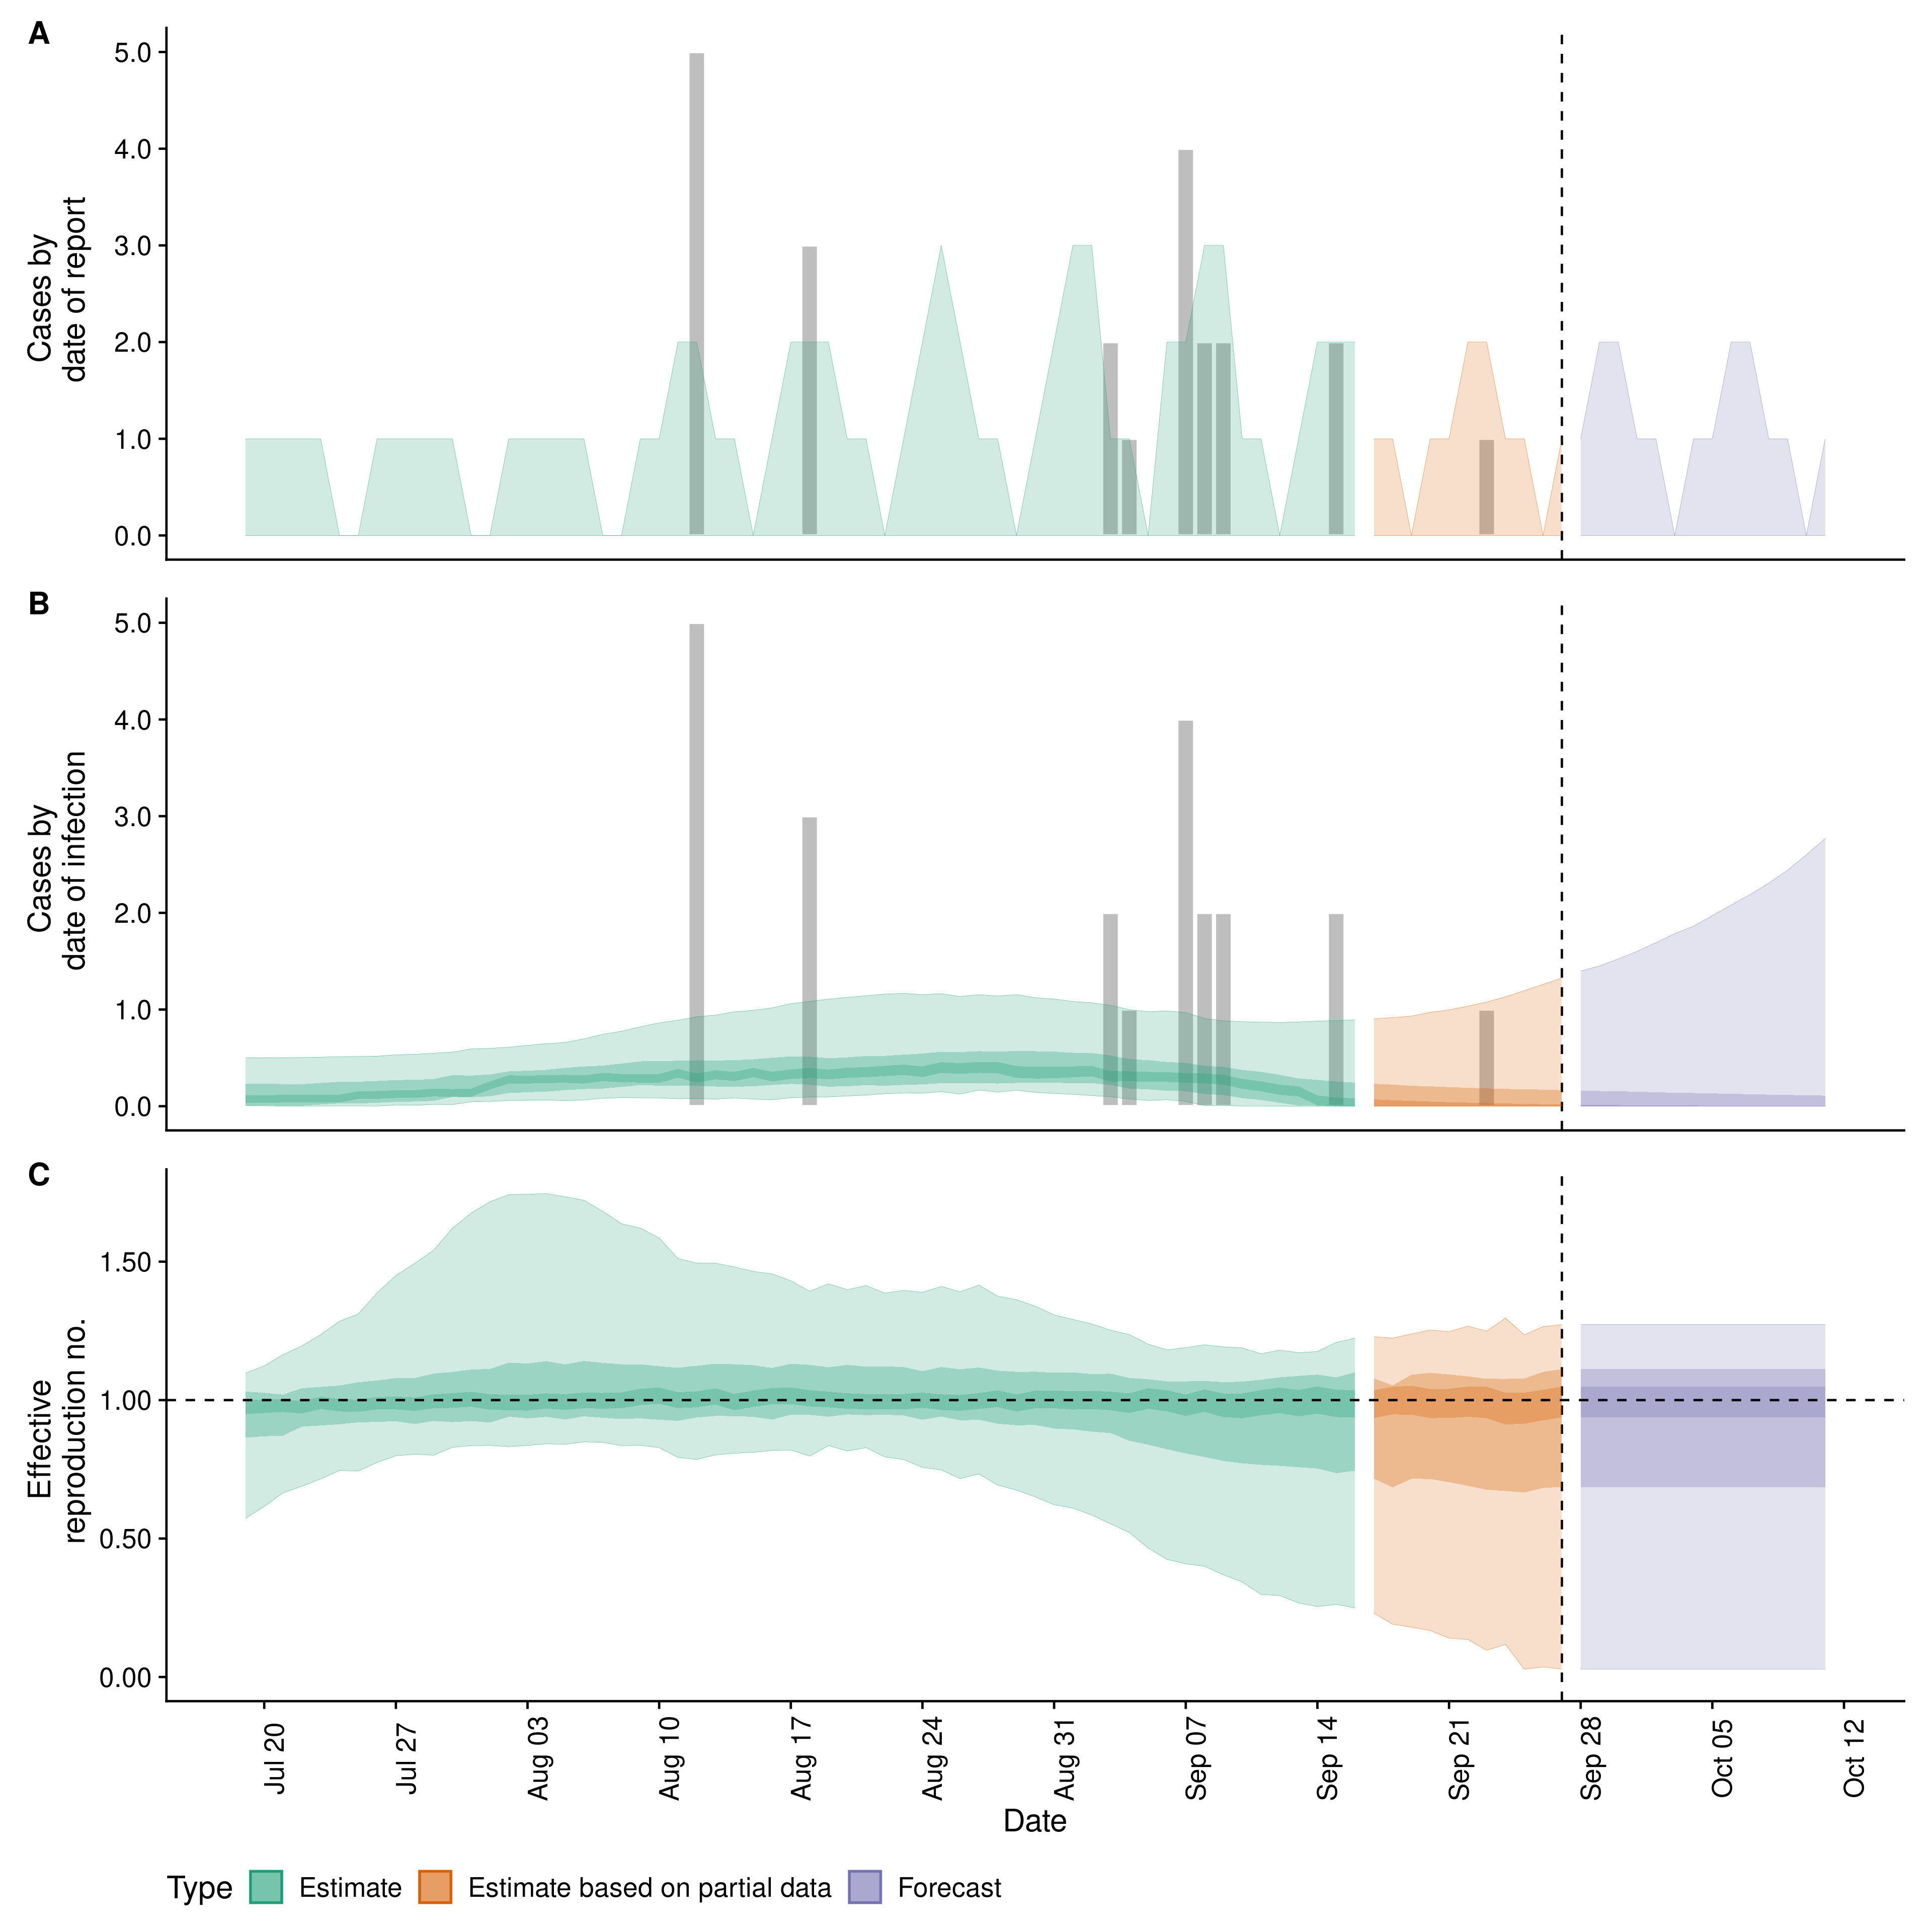 A
5.0
4.0
3.0
2.0
1.0
0.0
Cases by
date of report
B
5.0
4.0
3.0
2.0
1.0
0.0
Cases by
date of infection
C
1.50
1.00
0.50
0.00
Effective
reproduction no.
Jul 20
Jul 27
Aug 03
Aug 10
Aug 17
Aug 24
Aug 31
Sep 07
Sep 14
Sep 21
Sep 28
Oct 05
Oct 12
Date
Type
Estimate
Estimate based on partial data
Forecast